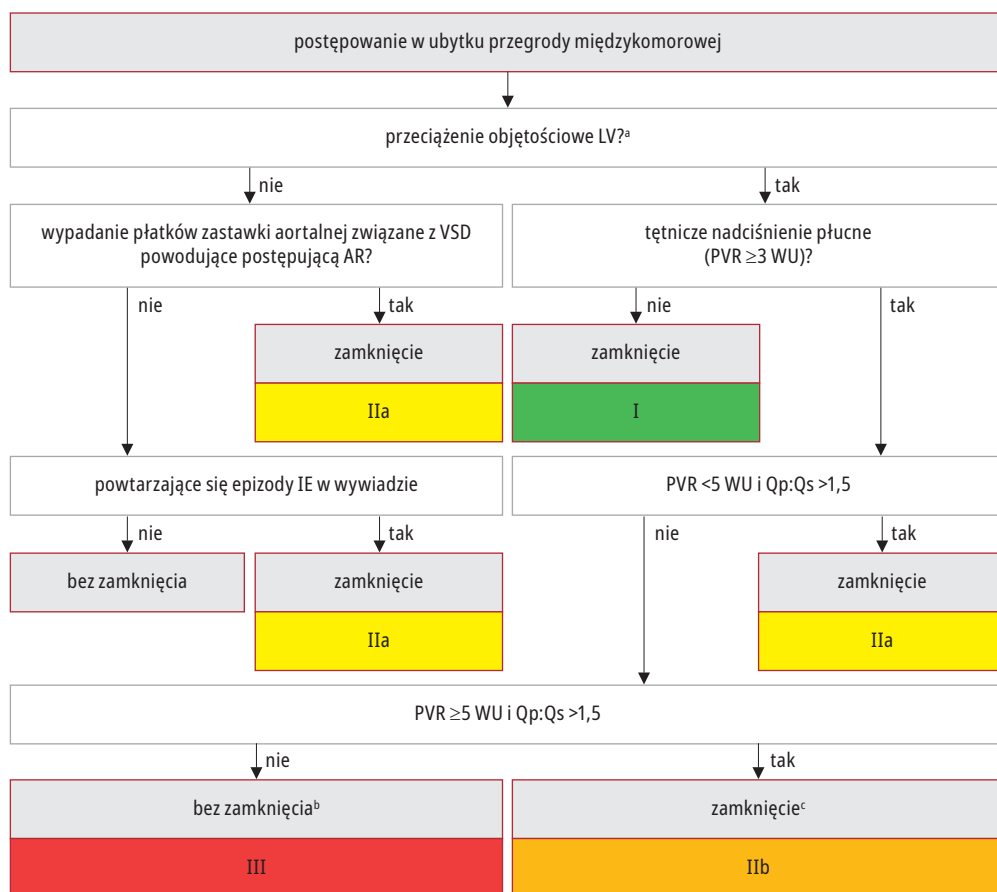 postępowanie w ubytku przegrody międzykomorowej
przeciążenie objętościowe LV?ᵃ
nie
tak
wypadanie płatków zastawki aortalnej związane z VSD
powodujące postępującą AR?
tętnicze nadciśnienie płucne
(PVR ≥3 WU)?
nie
tak
nie
tak
zamknięcie
IIa
zamknięcie
I
powtarzające się epizody IE w wywiadzie
PVR <5 WU i Qp:Qs >1,5
nie
tak
nie
tak
bez zamknięcia
zamknięcie
IIa
zamknięcie
IIa
PVR ≥5 WU i Qp:Qs >1,5
nie
tak
bez zamknięciaᵇ
III
zamknięcieᶜ
IIb